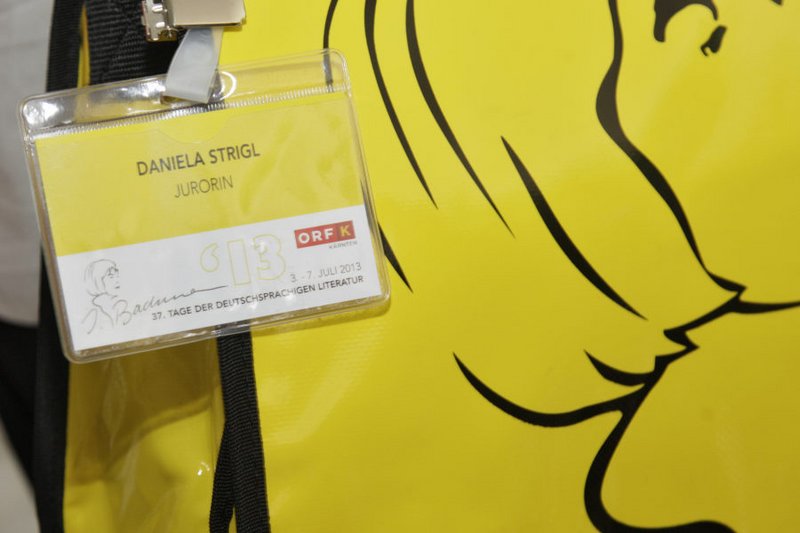 DANIELA STRIGL
JURORIN
'13
ORF K
KÄRNTEN
3. - 7. JULI 2013
37. TAGE DER DEUTSCHSPRACHIGEN LITERATUR